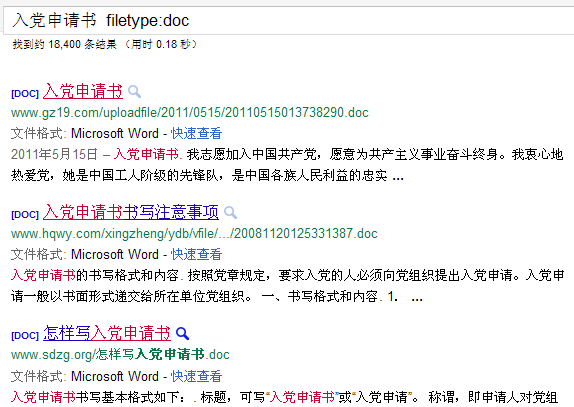 入党申请书 filetype:doc
找到约 18,400 条结果 （用时 0.18 秒）
[DOC] 入党申请书
www.gz19.com/uploadfile/2011/0515/20110515013738290.doc
文件格式: Microsoft Word - 快速查看
2011年5月15日 – 入党申请书. 我志愿加入中国共产党，愿意为共产主义事业奋斗终身。我衷心地
热爱党，她是中国工人阶级的先锋队，是中国各族人民利益的忠实 ...
[DOC] 入党申请书书写注意事项
www.hqwy.com/xingzheng/ydb/vfile/.../20081120125331387.doc
文件格式: Microsoft Word - 快速查看
入党申请书的书写格式和内容. 按照党章规定，要求入党的人必须向党组织提出入党申请。入党申
请一般以书面形式递交给所在单位党组织。 一、书写格式和内容. 1. ...
[DOC] 怎样写入党申请书
www.sdzg.org/怎样写入党申请书.doc
文件格式: Microsoft Word - 快速查看
入党申请书书写基本格式如下：. 标题，可写“入党申请书”或“入党申请”。 称谓，即申请人对党组